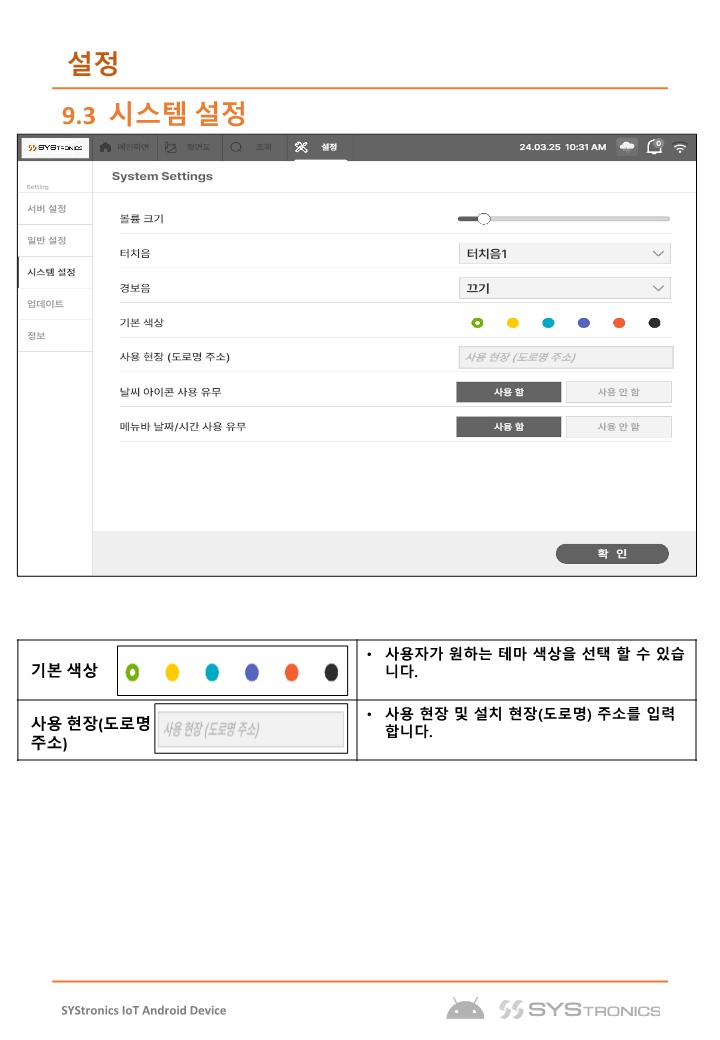 설정
9.3 시스템 설정
SYSTRONICS
메인화면
평면도
조회
설정
24.03.25 10:31 AM
0
Setting
System Settings
서버 설정
일반 설정
시스템 설정
업데이트
정보
볼륨 크기
터치음
터치음1
경보음
끄기
기본 색상
사용 현장 (도로명 주소)
사용 현장 (도로명 주소)
날씨 아이콘 사용 유무
사용 함
사용 안 함
메뉴바 날짜/시간 사용 유무
사용 함
사용 안 함
확 인
기본 색상
• 사용자가 원하는 테마 색상을 선택 할 수 있습
니다.
사용 현장(도로명
주소)
사용 현장 (도로명 주소)
• 사용 현장 및 설치 현장(도로명) 주소를 입력
합니다.
SYStronics IoT Android Device
SYSTRONICS